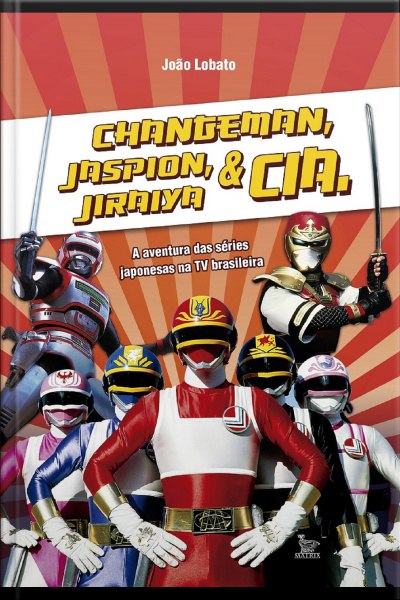 João Lobato
CHANGEMAN,
JASPION, & CIA.
JIRAIYA
A aventura das séries
japonesas na TV brasileira
MATRIX